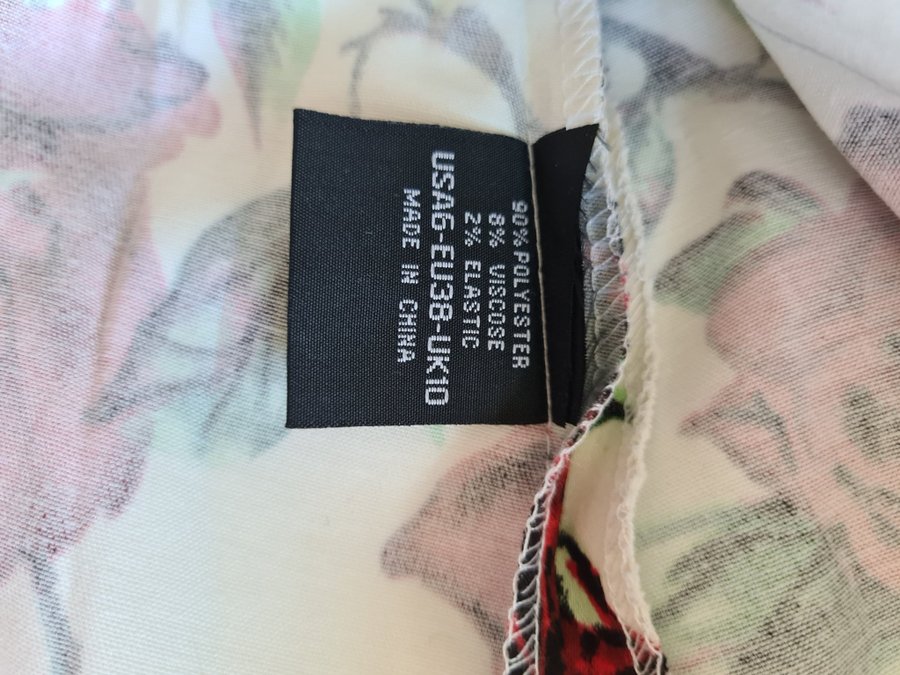 90%POLYESTER
8% VISCOSE
2% ELASTIC
USA6-EU38-UK10
MADE IN CHINA